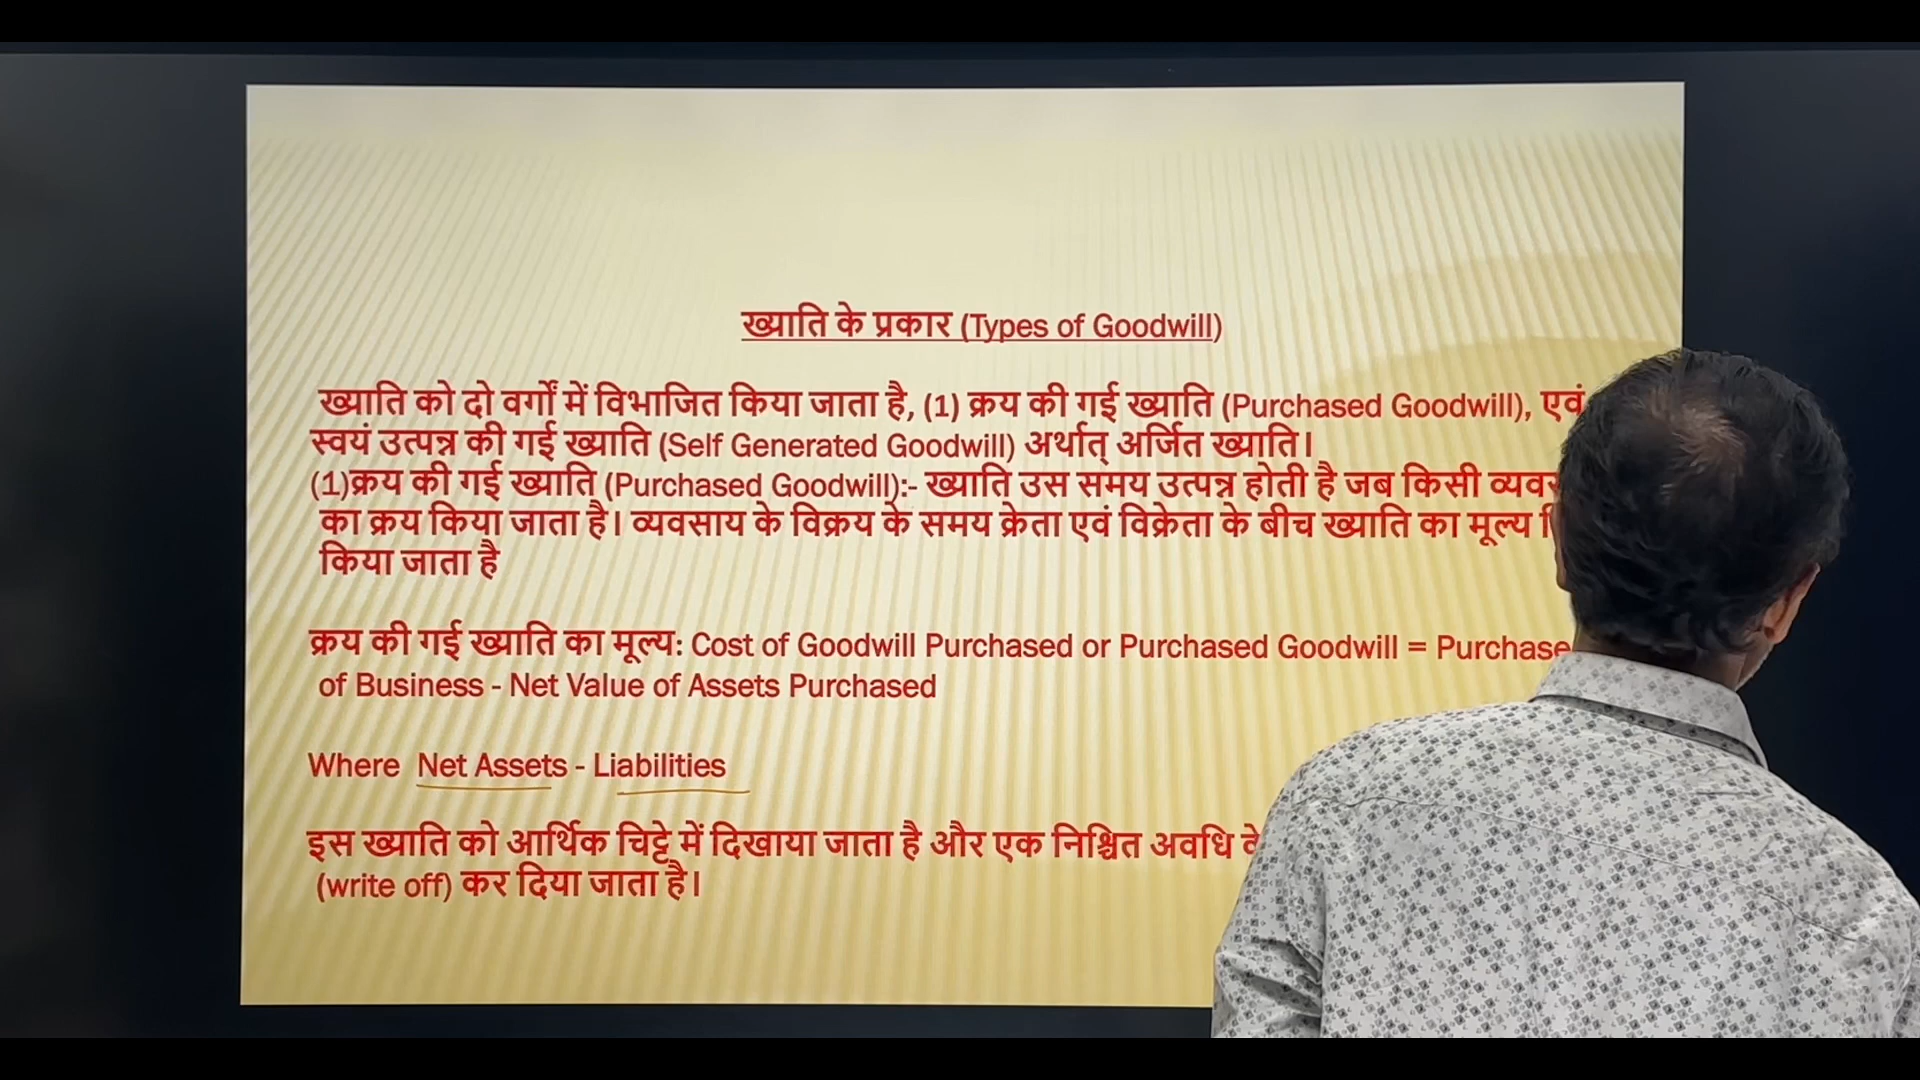 ख्याति के प्रकार (Types of Goodwill)
ख्याति को दो वर्गों में विभाजित किया जाता है, (1) क्रय की गई ख्याति (Purchased Goodwill), एवं
स्वयं उत्पन्न की गई ख्याति (Self Generated Goodwill) अर्थात् अर्जित ख्याति।
(1)क्रय की गई ख्याति (Purchased Goodwill):- ख्याति उस समय उत्पन्न होती है जब किसी
का क्रय किया जाता है। व्यवसाय के विक्रय के समय क्रेता एवं विक्रेता के बीच ख्याति का मूल्य
किया जाता है
क्रय की गई ख्याति का मूल्य: Cost of Goodwill Purchased or Purchased Goodwill = Purchase
of Business - Net Value of Assets Purchased
Where Net Assets - Liabilities
इस ख्याति को आर्थिक चिट्टे में दिखाया जाता है और एक निश्चित अवधि
(write off) कर दिया जाता है।